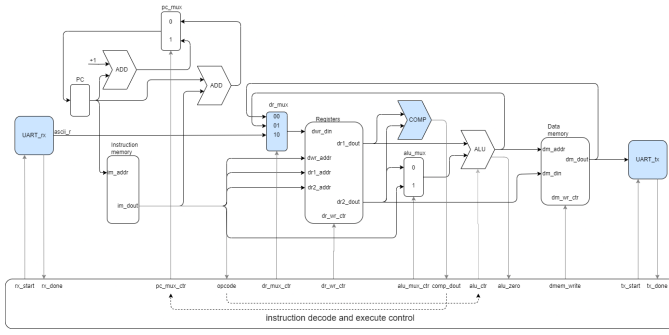 pc_mux
0
1
+1
ADD
ADD
PC
dr_mux
00
01
10
Registers
dwr_din
dr1_dout
dwr_addr
dr1_addr
dr2_addr
dr2_dout
dr_wr_ctr
COMP
alu_mux
0
1
ALU
Data
memory
dm_addr
dm_dout
dm_din
dm_wr_ctr
UART_rx
ascii_r
UART_tx
Instruction
memory
im_addr
im_dout
rx_start rx_done pc_mux_ctr opcode dr_mux_ctr dr_wr_ctr alu_mux_ctr comp_dout alu_ctr alu_zero dmem_write tx_start tx_done
instruction decode and execute control